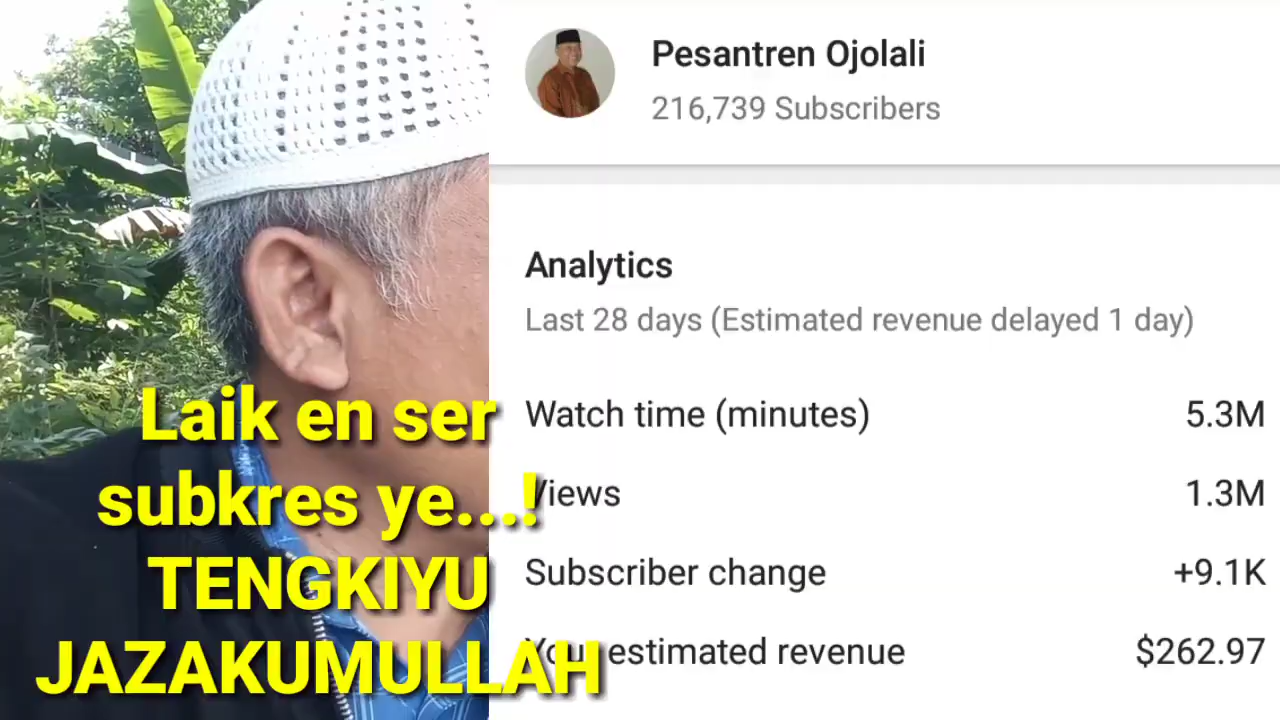 Laik en ser
subkres ye...!
TENGKIYU
JAZAKUMULLAH
Pesantren Ojolali
216,739 Subscribers
Analytics
Last 28 days (Estimated revenue delayed 1 day)
Watch time (minutes) 5.3M
Views 1.3M
Subscriber change +9.1K
Your estimated revenue $262.97